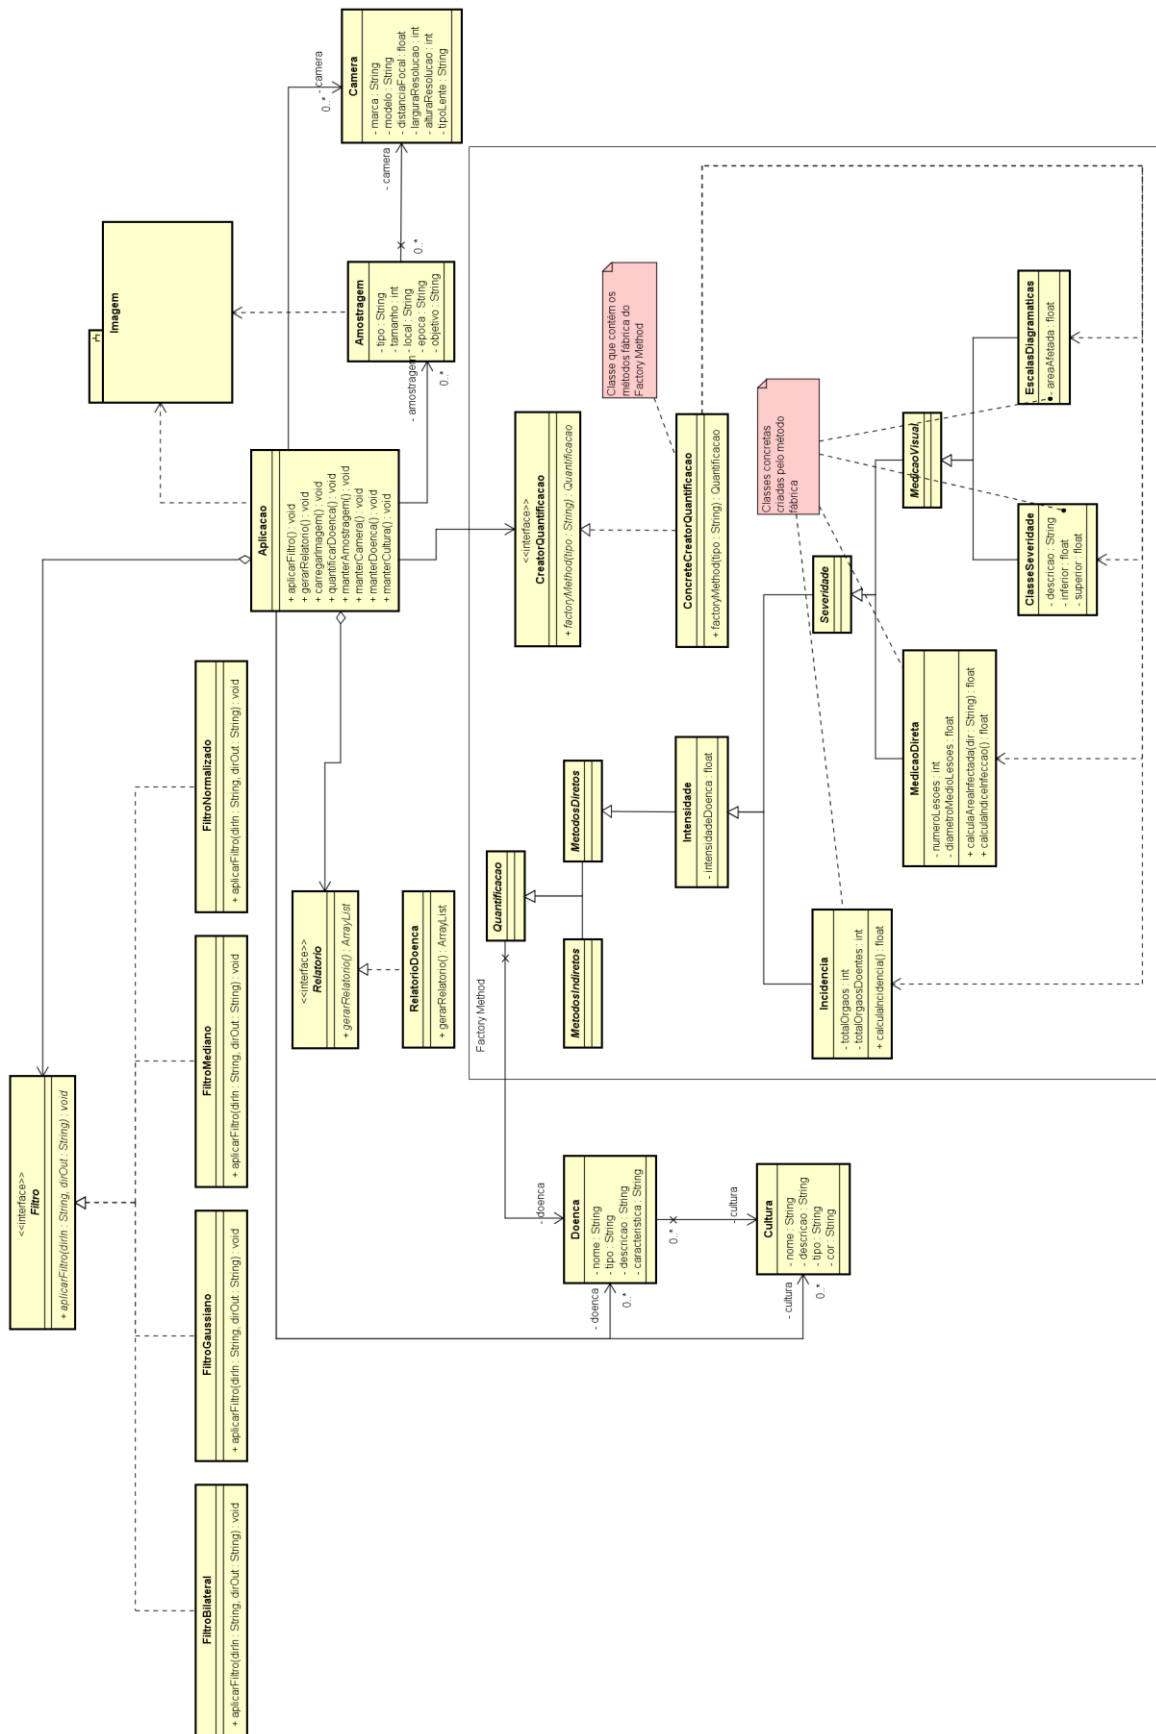 <<interface>>
Filtro
+ aplicarFiltro(dirIn : String, dirOut : String) : void
FiltroBilateral
+ aplicarFiltro(dirIn : String, dirOut : String) : void
FiltroGaussiano
+ aplicarFiltro(dirIn : String, dirOut : String) : void
FiltroMediano
+ aplicarFiltro(dirIn : String, dirOut : String) : void
FiltroNormalizado
+ aplicarFiltro(dirIn : String, dirOut : String) : void
Aplicacao
+ aplicarFiltro() : void
+ gerarRelatorio() : void
+ carregarImagem() : void
+ quantificarDoenca() : void
+ manterAmostragem() : void
+ manterCamera() : void
+ manterDoenca() : void
+ manterCultura() : void
Imagem
<<interface>>
Relatorio
+ gerarRelatorio() : ArrayList
RelatorioDoenca
+ gerarRelatorio() : ArrayList
Amostragem
- tipo : String
- tamanho : int
- local : String
- epoca : String
- objetivo : String
- amostragem
0..*
Camera
- marca : String
- modelo : String
- distanciaFocal : float
- larguraResolucao : int
- alturaResolucao : int
- tipoLente : String
- camera
0..*
- camera
0..*
Factory Method
<<interface>>
CreatorQuantificacao
+ factoryMethod(tipo : String) : Quantificacao
ConcreteCreatorQuantificacao
+ factoryMethod(tipo : String) : Quantificacao
Classe que contém os
métodos fábrica do
Factory Method
Quantificacao
MetodosIndiretos
MetodosDiretos
Intensidade
- intensidadeDoenca : float
Classes concretas
criadas pelo método
fábrica
Incidencia
- totalOrgaos : int
- totalOrgaosDoentes : int
+ calculaIncidencia() : float
Severidade
MedicaoDireta
- numeroLesoes : int
- diametroMedioLesoes : float
+ calculaAreaInfectada(dir : String) : float
+ calculaIndiceInfeccao() : float
MedicaoVisual
ClasseSeveridade
- descricao : String
- inferior : float
- superior : float
EscalasDiagramaticas
- areaAfetada : float
Doenca
- nome : String
- tipo : String
- descricao : String
- caracteristica : String
- doenca
- doenca
0..*
0..*
Cultura
- nome : String
- descricao : String
- tipo : String
- cor : String
- cultura
- cultura
0..*